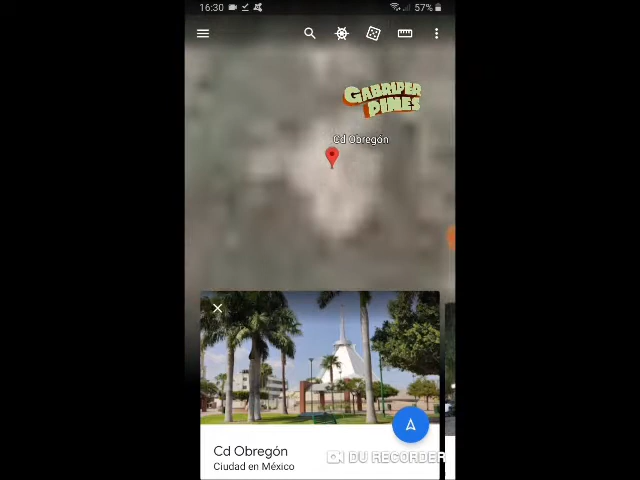 16:30
57%
GABRIPER
PINES
Cd Obregón
Cd Obregón
Ciudad en México
DU RECORDER